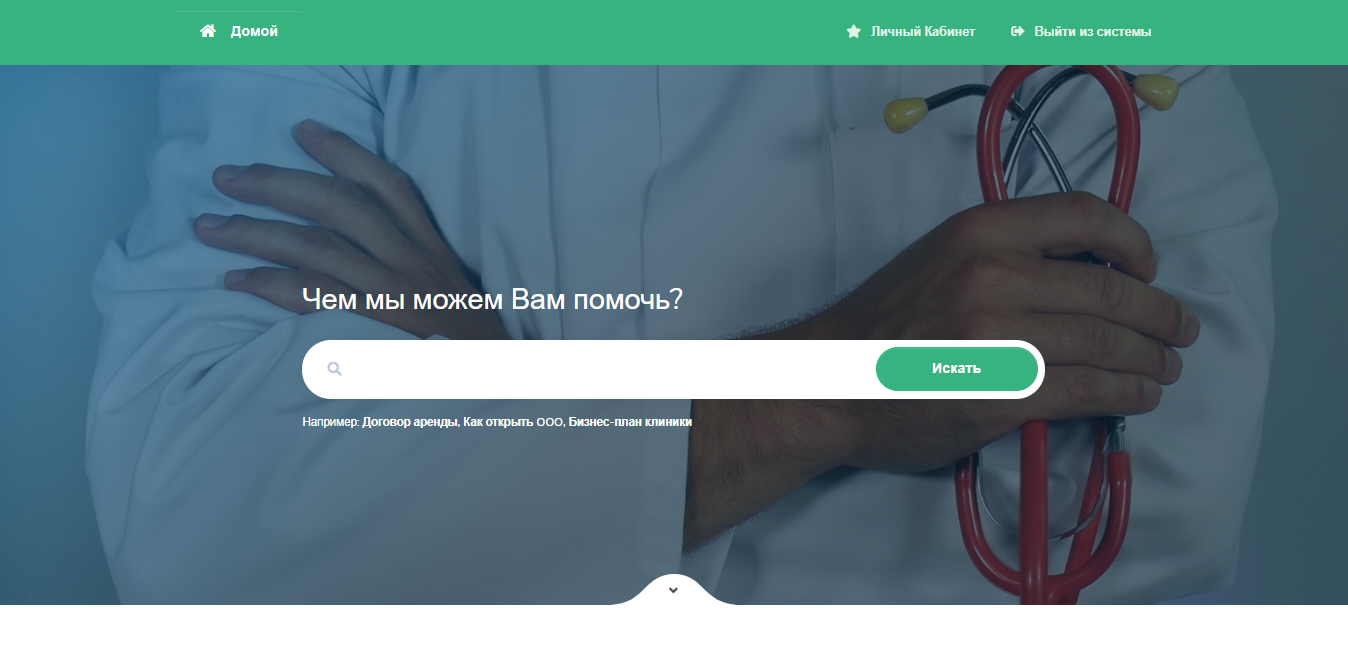 Домой
Личный Кабинет
Выйти из системы
Чем мы можем Вам помочь?
Искать
Например: Договор аренды, Как открыть ООО, Бизнес-план клиники